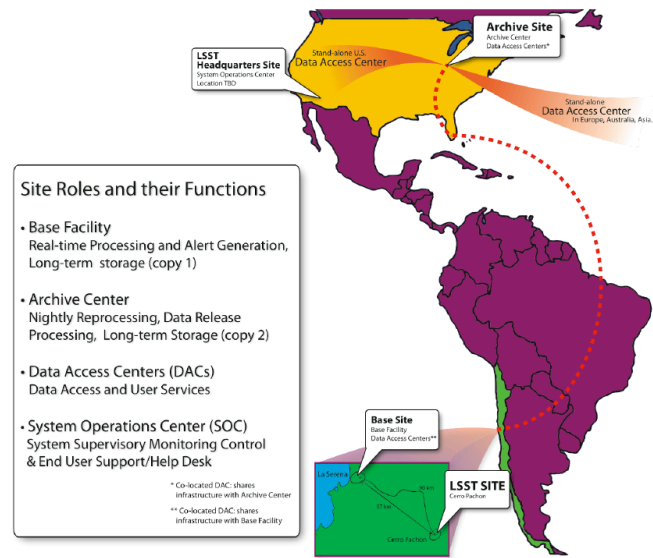 Archive Site
Archive Center
Data Access Centers*
LSST
Headquarters Site
System Operations Center
Location TBD
Stand-alone U.S.
Data Access Center
Stand-alone
Data Access Center
In Europe, Australia, Asia.
Site Roles and their Functions
• Base Facility
Real-time Processing and Alert Generation,
Long-term storage (copy 1)
• Archive Center
Nightly Reprocessing, Data Release
Processing, Long-term Storage (copy 2)
• Data Access Centers (DACs)
Data Access and User Services
• System Operations Center (SOC)
System Supervisory Monitoring Control
& End User Support/Help Desk
* Co-located DAC: shares
infrastructure with Archive Center
** Co-located DAC: shares
infrastructure with Base Facility
Base Site
Base Facility
Data Access Centers**
LSST SITE
Cerro Pachon
La Serena
57 km
Cerro Pachon